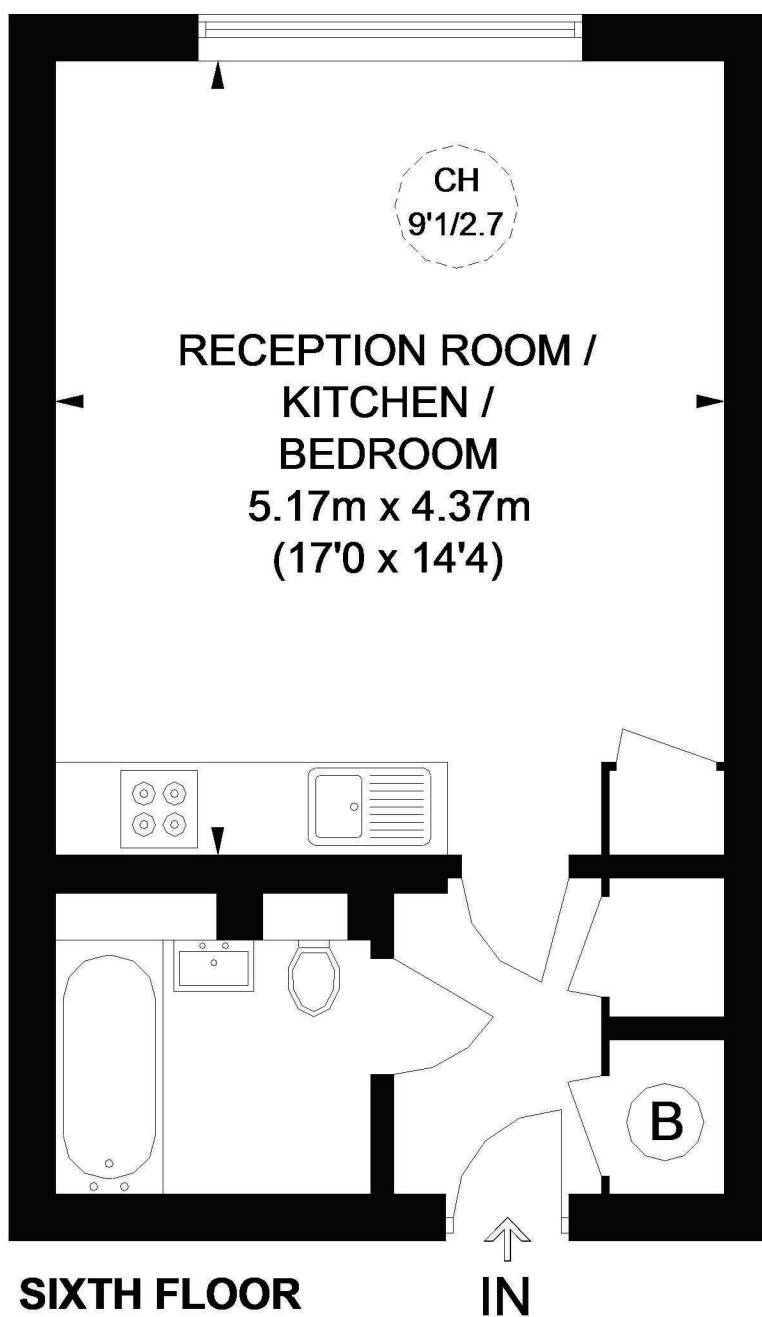 CH
9'1/2.7
RECEPTION ROOM /
KITCHEN /
BEDROOM
5.17m x 4.37m
(17'0 x 14'4)
B
SIXTH FLOOR
IN